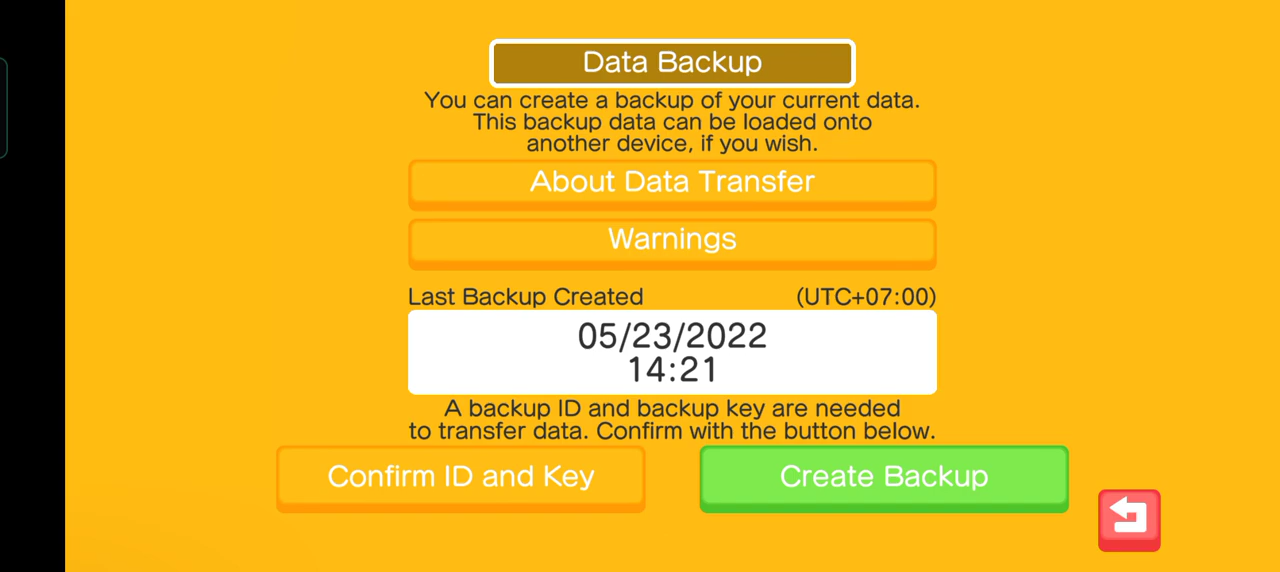 Data Backup
You can create a backup of your current data.
This backup data can be loaded onto
another device, if you wish.
About Data Transfer
Warnings
Last Backup Created (UTC+07:00)
05/23/2022
14:21
A backup ID and backup key are needed
to transfer data. Confirm with the button below.
Confirm ID and Key Create Backup